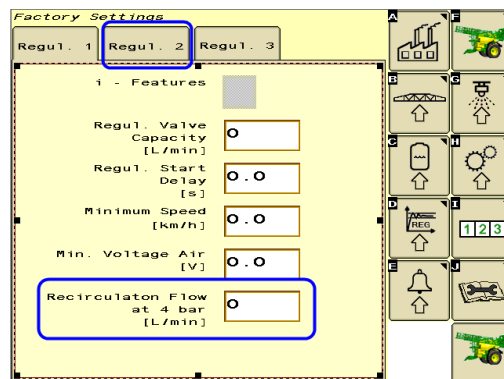 Factory Settings
Regul. 1
Regul. 2
Regul. 3
i - Features
Regul. Valve
Capacity
[L/min]
0
Regul. Start
Delay
[s]
0.0
Minimum Speed
[km/h]
0.0
Min. Voltage Air
[V]
0.0
Recirculaton Flow
at 4 bar
[L/min]
0
A
F
B
G
C
H
D
REG
I
1 2 3
E
J